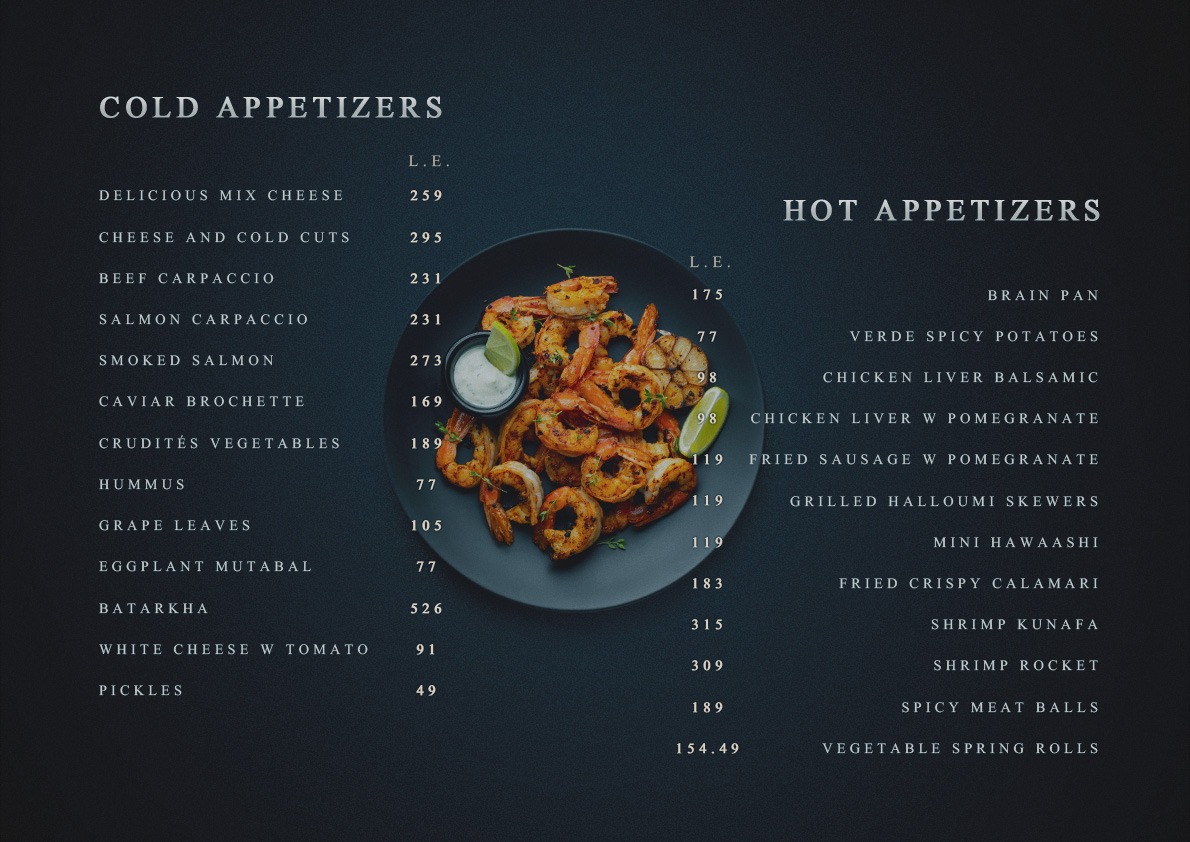 COLD APPETIZERS
L.E.
DELICIOUS MIX CHEESE 259
CHEESE AND COLD CUTS 295
BEEF CARPACCIO 231
SALMON CARPACCIO 231
SMOKED SALMON 273
CAVIAR BROCHETTE 169
CRUDITÉS VEGETABLES 189
HUMMUS 77
GRAPE LEAVES 105
EGGPLANT MUTABAL 77
BATARKHA 526
WHITE CHEESE W TOMATO 91
PICKLES 49
HOT APPETIZERS
L.E.
175 BRAIN PAN
77 VERDE SPICY POTATOES
98 CHICKEN LIVER BALSAMIC
98 CHICKEN LIVER W POMEGRANATE
119 FRIED SAUSAGE W POMEGRANATE
119 GRILLED HALLOUMI SKEWERS
119 MINI HAWAASHI
183 FRIED CRISPY CALAMARI
315 SHRIMP KUNAFA
309 SHRIMP ROCKET
189 SPICY MEAT BALLS
154.49 VEGETABLE SPRING ROLLS